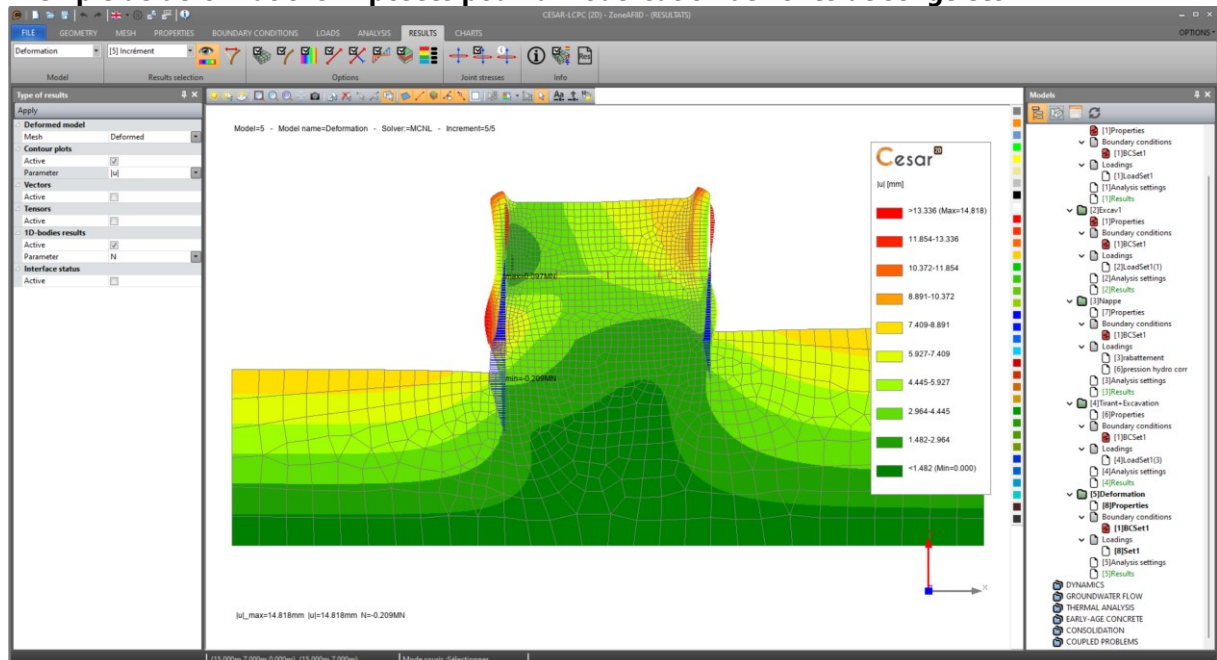 CESAR-LCPC (2D) - ZoneAFIID - (RESULTATS)
FILE GEOMETRY MESH PROPERTIES BOUNDARY CONDITIONS LOADS ANALYSIS RESULTS CHARTS OPTIONS
Deformation [5] Incrément
Model Results selection Options Joint stresses Info
Type of results
Apply
Deformed model
Mesh Deformed
Contour plots
Active
Parameter |u|
Vectors
Active
Tensors
Active
1D-bodies results
Active
Parameter N
Interface status
Active
Model=5 - Model name=Deformation - Solver:=MCNL - Increment=5/5
max=0.097MN
min=-0.209MN
Cesar 2D
|u| [mm]
>13.336 (Max=14.818)
11.854-13.336
10.372-11.854
8.891-10.372
7.409-8.891
5.927-7.409
4.445-5.927
2.964-4.445
1.482-2.964
<1.482 (Min=0.000)
X
|u|_max=14.818mm |u|=14.818mm N=-0.209MN
Models
[1]Properties
Boundary conditions
[1]BCSet1
Loadings
[1]LoadSet1
[1]Analysis settings
[1]Results
[2]Excav1
[1]Properties
Boundary conditions
[1]BCSet1
Loadings
[2]LoadSet1(1)
[2]Analysis settings
[2]Results
[3]Nappe
[7]Properties
Boundary conditions
[1]BCSet1
Loadings
[3]rabattement
[6]pression hydro corr
[3]Analysis settings
[3]Results
[4]Tirant+Excavation
[6]Properties
Boundary conditions
[1]BCSet1
Loadings
[4]LoadSet1(3)
[4]Analysis settings
[4]Results
[5]Deformation
[8]Properties
Boundary conditions
[1]BCSet1
Loadings
[8]Set1
[5]Analysis settings
[5]Results
DYNAMICS
GROUNDWATER FLOW
THERMAL ANALYSIS
EARLY-AGE CONCRETE
CONSOLIDATION
COUPLED PROBLEMS